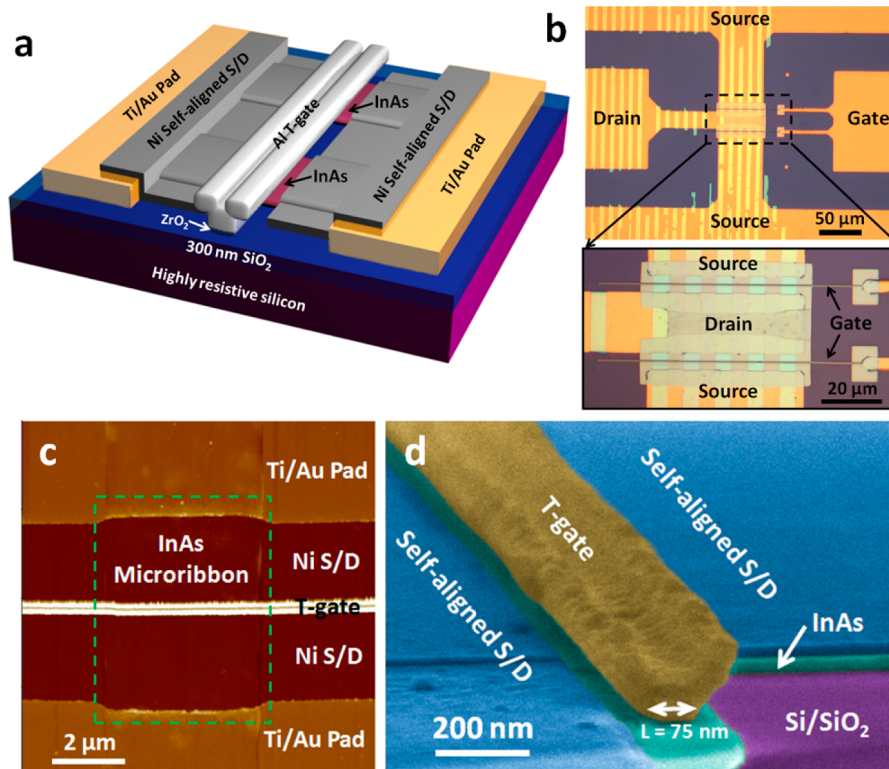 a
Ti/Au Pad
Ni Self-aligned S/D
Al T-gate
InAs
InAs
Ni Self-aligned S/D
Ti/Au Pad
ZrO₂
300 nm SiO₂
Highly resistive silicon
b
Source
Drain
Gate
Source
50 µm
Source
Drain
Gate
Source
20 µm
c
Ti/Au Pad
InAs
Microribbon
Ni S/D
T-gate
Ni S/D
2 µm
Ti/Au Pad
d
Self-aligned S/D
T-gate
Self-aligned S/D
InAs
200 nm
L = 75 nm
Si/SiO₂